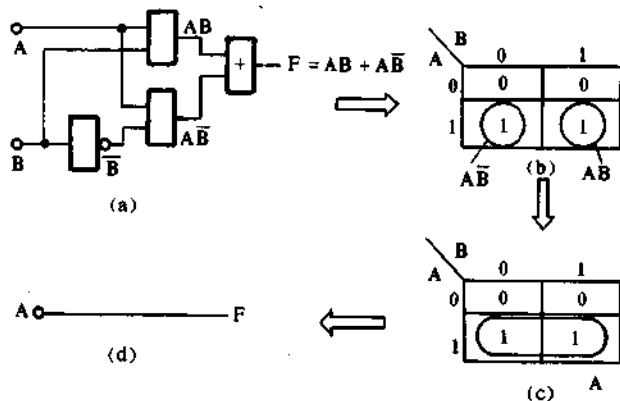 A
AB
+
F = AB + AB̅
B
B̅
AB̅
(a)
B
A
0 1
0 0 0
1 1 1
AB̅ AB
(b)
B
A
0 1
0 0 0
1 1 1
A
(c)
A F
(d)